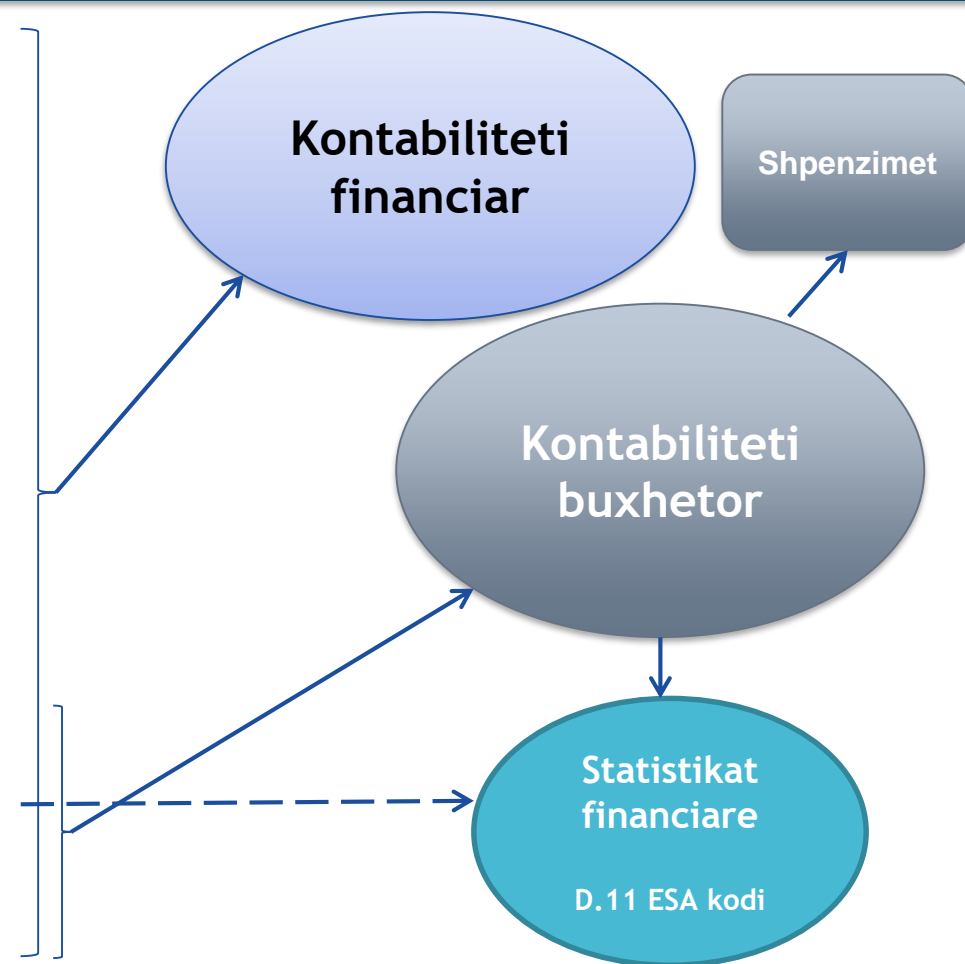 Kontabiliteti
financiar
Shpenzimet
Kontabiliteti
buxhetor
Statistikat
financiare
D.11 ESA kodi